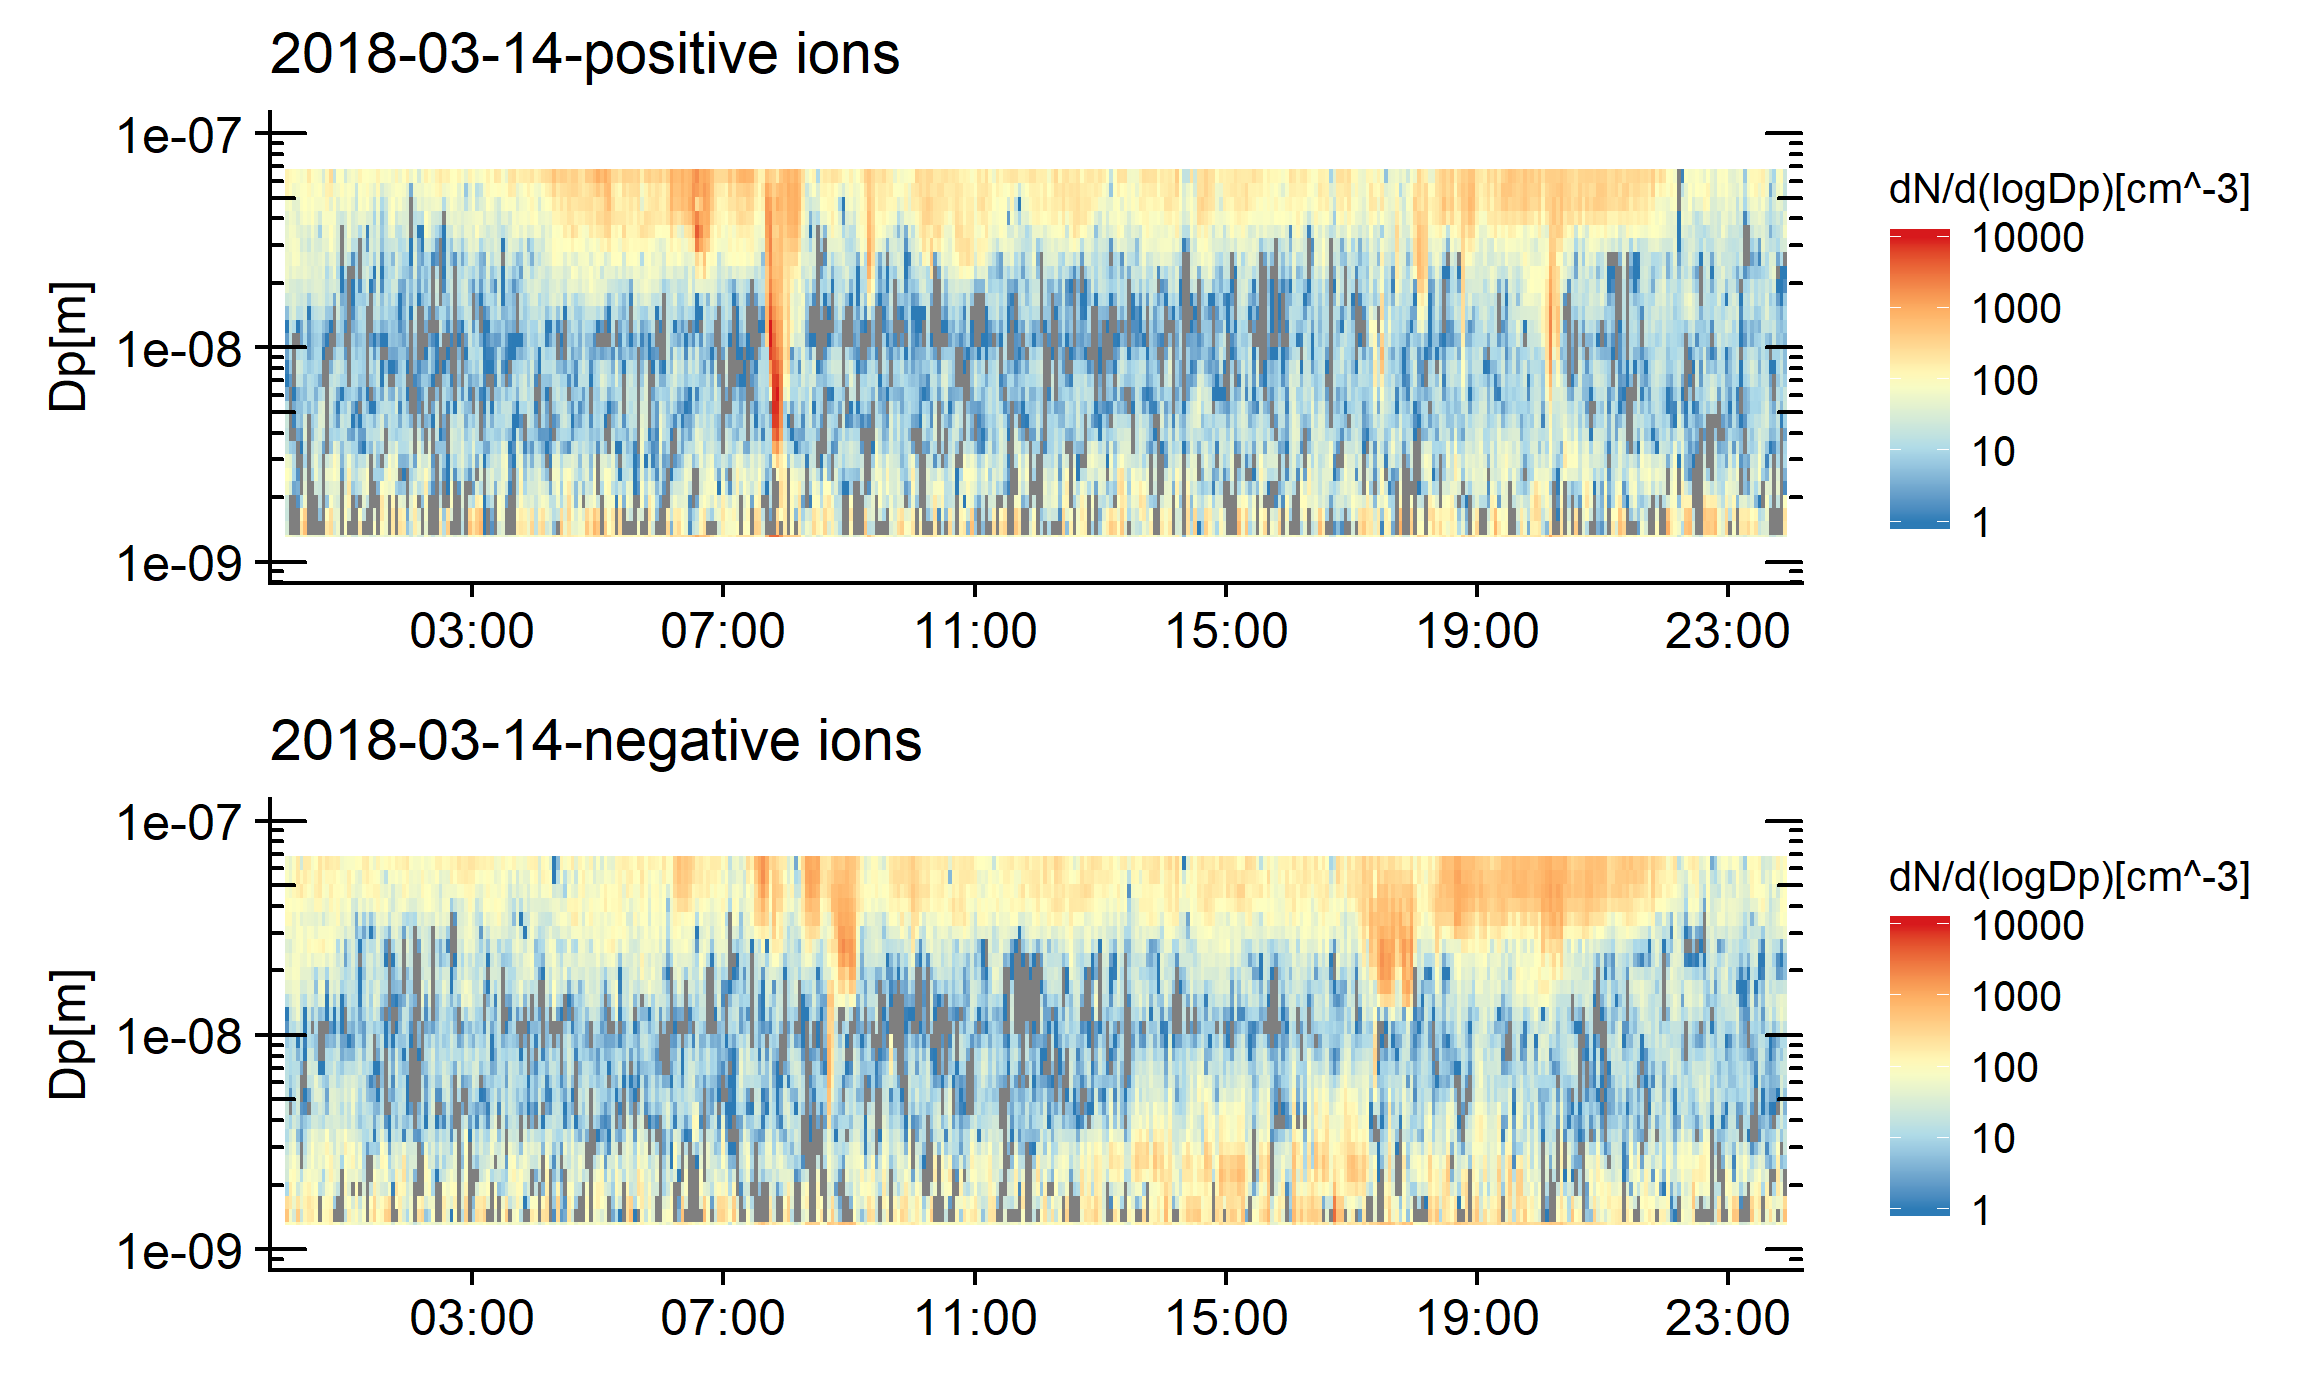 2018-03-14-positive ions
1e-07
1e-08
1e-09
Dp[m]
03:00 07:00 11:00 15:00 19:00 23:00
dN/d(logDp)[cm^-3]
10000
1000
100
10
1
2018-03-14-negative ions
1e-07
1e-08
1e-09
Dp[m]
03:00 07:00 11:00 15:00 19:00 23:00
dN/d(logDp)[cm^-3]
10000
1000
100
10
1